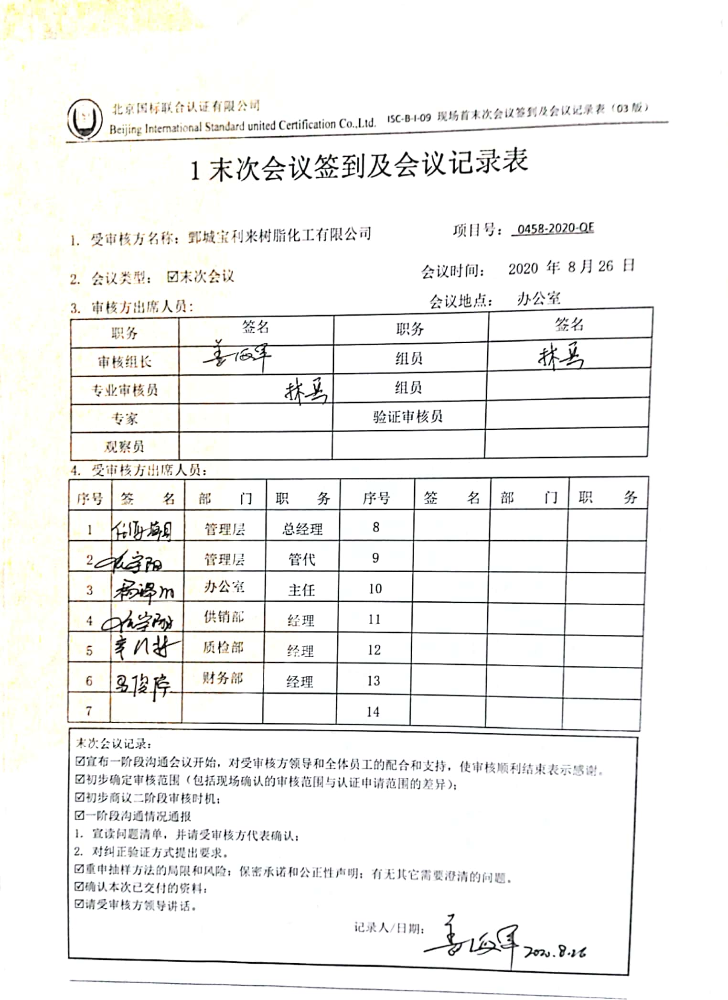 北京国标联合认证有限公司
Beijing International Standard united Certification Co.,Ltd. ISC-B-I-09 现场首末次会议签到及会议记录表（03版）
1 末次会议签到及会议记录表
1. 受审核方名称：鄄城宝利来树脂化工有限公司 项目号：0458-2020-QE
2. 会议类型：☑末次会议 会议时间： 2020 年 8 月 26 日
3. 审核方出席人员： 会议地点： 办公室
职务 签名 职务 签名
审核组长 姜海军 组员 林兵
专业审核员 林兵 组员
专家 验证审核员
观察员
4. 受审核方出席人员：
序号 签 名 部 门 职 务 序号 签 名 部 门 职 务
1 管理层 总经理 8
2 管理层 管代 9
3 办公室 主任 10
4 供销部 经理 11
5 质检部 经理 12
6 财务部 经理 13
7 14
末次会议记录：
☑宣布一阶段沟通会议开始，对受审核方领导和全体员工的配合和支持，使审核顺利结束表示感谢。
☑初步确定审核范围（包括现场确认的审核范围与认证申请范围的差异）；
☑初步商议二阶段审核时机；
☑一阶段沟通情况通报
1. 宣读问题清单，并请受审核方代表确认；
2. 对纠正验证方式提出要求。
☑重申抽样方法的局限和风险；保密承诺和公正性声明；有无其它需要澄清的问题。
☑确认本次已交付的资料；
☑请受审核方领导讲话。
记录人/日期： 姜海军 2020.8.26